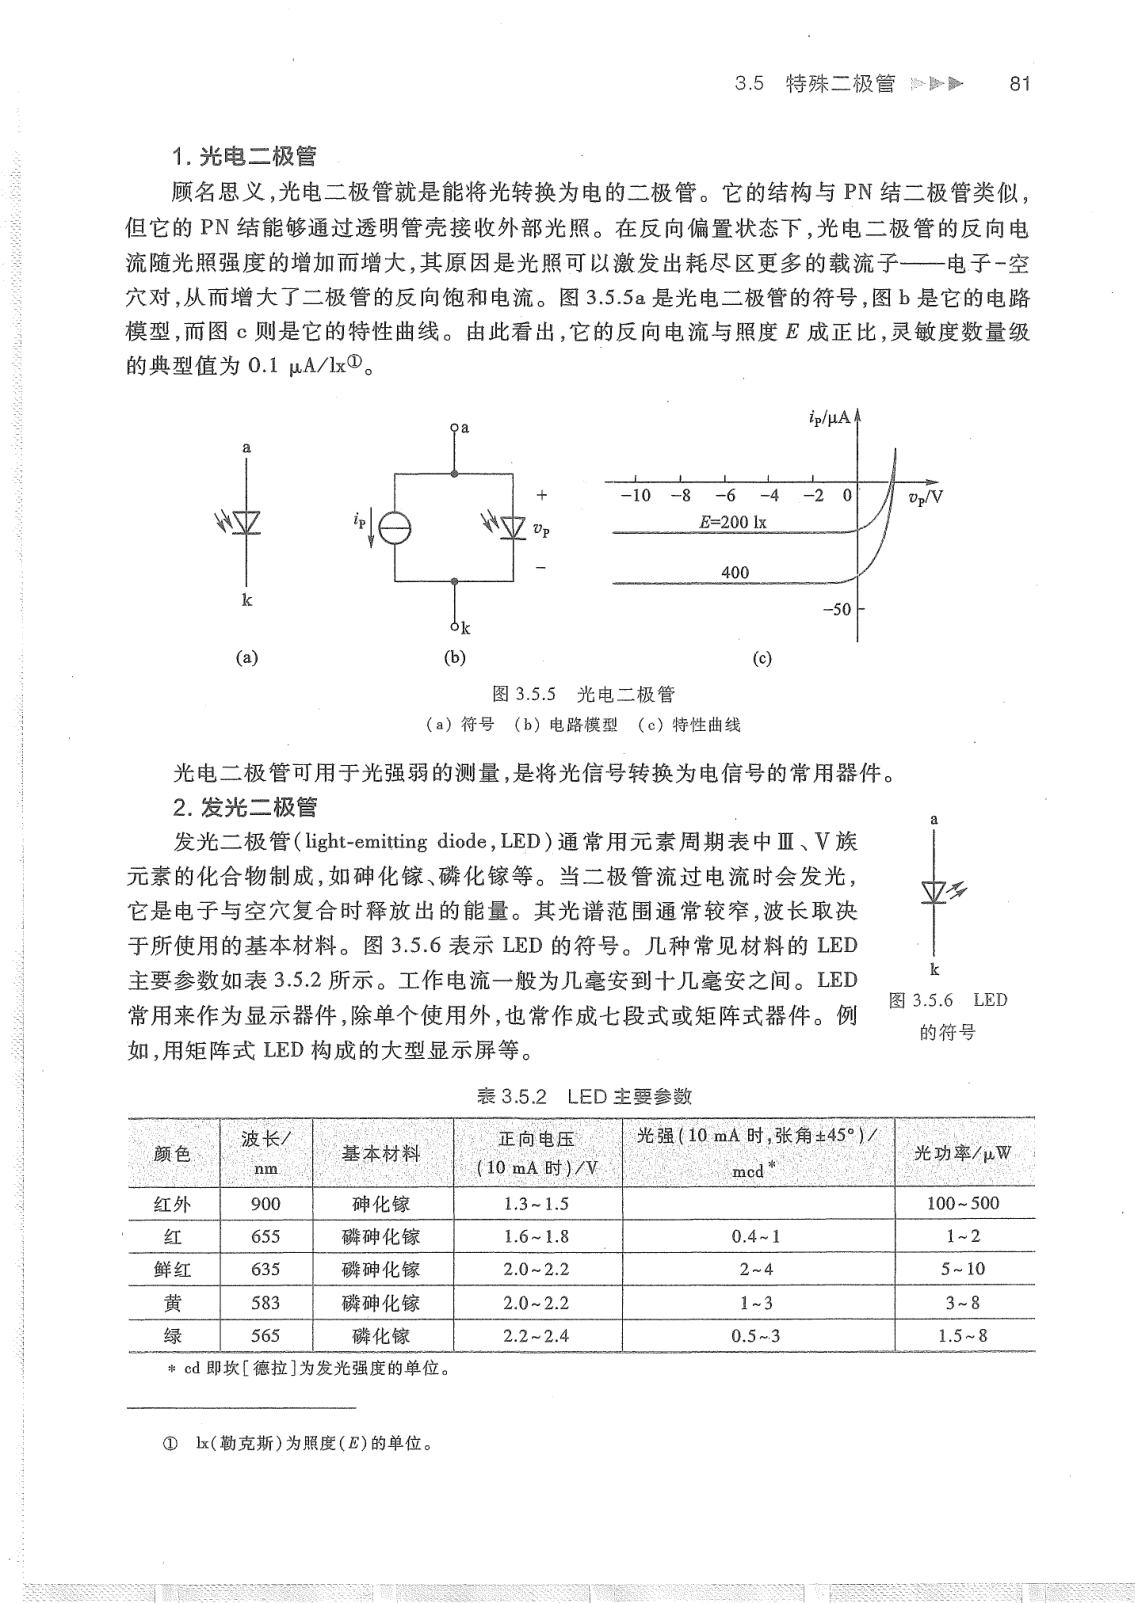 3.5 特殊二极管 81
1. 光电二极管
顾名思义,光电二极管就是能将光转换为电的二极管。它的结构与 PN 结二极管类似,
但它的 PN 结能够通过透明管壳接收外部光照。在反向偏置状态下,光电二极管的反向电
流随光照强度的增加而增大,其原因是光照可以激发出耗尽区更多的载流子——电子-空
穴对,从而增大了二极管的反向饱和电流。图 3.5.5a 是光电二极管的符号,图 b 是它的电路
模型,而图 c 则是它的特性曲线。由此看出,它的反向电流与照度 E 成正比,灵敏度数量级
的典型值为 0.1 μA/lx①。
a
k
(a)
a
iP
+
vP
−
k
(b)
iP/μA
−10 −8 −6 −4 −2 0
vP/V
E=200 lx
400
−50
(c)
图 3.5.5 光电二极管
(a) 符号 (b) 电路模型 (c) 特性曲线
光电二极管可用于光强弱的测量,是将光信号转换为电信号的常用器件。
2. 发光二极管
发光二极管(light-emitting diode,LED)通常用元素周期表中Ⅲ、Ⅴ族
元素的化合物制成,如砷化镓、磷化镓等。当二极管流过电流时会发光,
它是电子与空穴复合时释放出的能量。其光谱范围通常较窄,波长取决
于所使用的基本材料。图 3.5.6 表示 LED 的符号。几种常见材料的 LED
主要参数如表 3.5.2 所示。工作电流一般为几毫安到十几毫安之间。LED
常用来作为显示器件,除单个使用外,也常作成七段式或矩阵式器件。例
如,用矩阵式 LED 构成的大型显示屏等。
a
k
图 3.5.6 LED
的符号
表 3.5.2 LED 主要参数
颜色 波长/nm 基本材料 正向电压(10 mA 时)/V 光强(10 mA 时,张角±45°)/mcd* 光功率/μW
红外 900 砷化镓 1.3~1.5 100~500
红 655 磷砷化镓 1.6~1.8 0.4~1 1~2
鲜红 635 磷砷化镓 2.0~2.2 2~4 5~10
黄 583 磷砷化镓 2.0~2.2 1~3 3~8
绿 565 磷化镓 2.2~2.4 0.5~3 1.5~8
* cd 即坎[德拉]为发光强度的单位。
① lx(勒克斯)为照度(E)的单位。